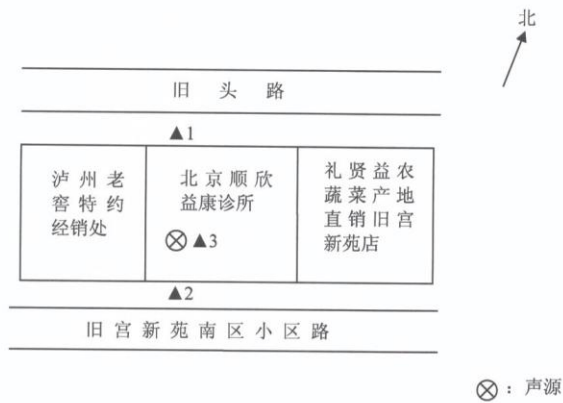 北
旧 头 路
▲1
泸 州 老
窖 特 约
经销处
北 京 顺 欣
益康诊所
⊗ ▲3
礼 贤 益 农
蔬 菜 产 地
直 销 旧 宫
新苑店
▲2
旧 宫 新 苑 南 区 小 区 路
⊗ ：声源